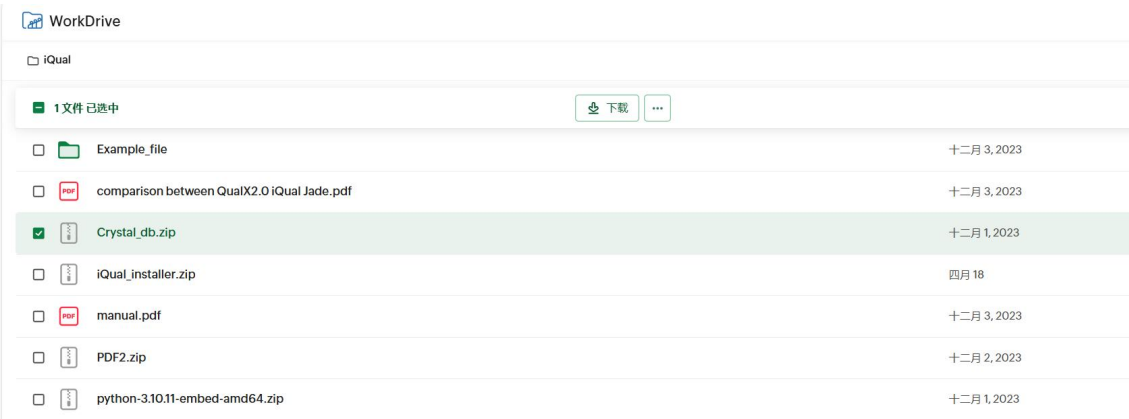 WorkDrive
iQual
1 文件 已选中 下载 ...
Example_file 十二月 3, 2023
PDF comparison between QualX2.0 iQual Jade.pdf 十二月 3, 2023
Crystal_db.zip 十二月 1, 2023
iQual_installer.zip 四月 18
PDF manual.pdf 十二月 3, 2023
PDF2.zip 十二月 2, 2023
python-3.10.11-embed-amd64.zip 十二月 1, 2023